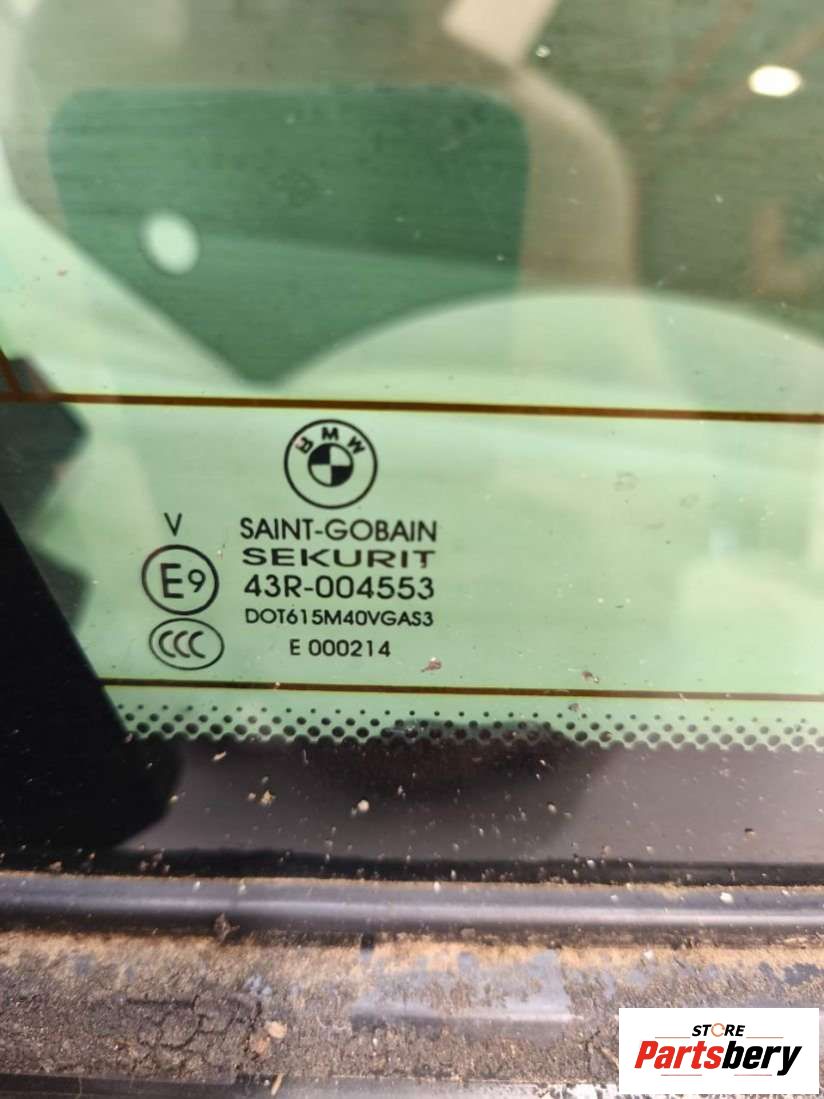 BMW
V
SAINT-GOBAIN
SEKURIT
E9
43R-004553
DOT615M40VGAS3
CCC
E 000214
STORE
Partsbery